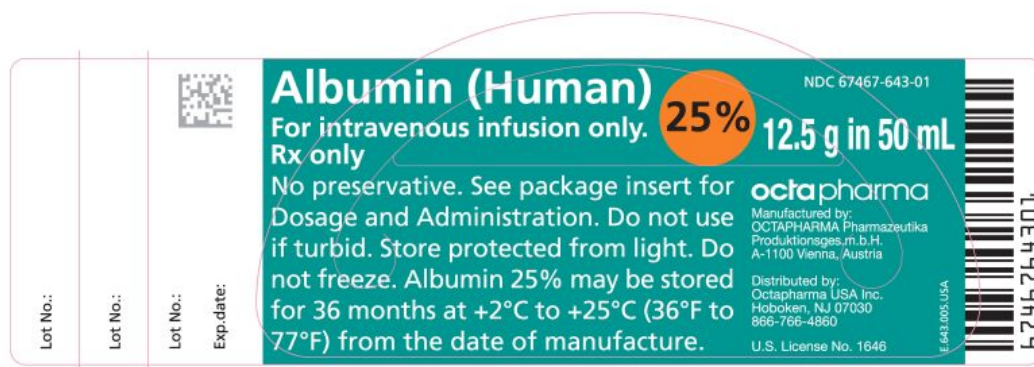 Lot No.:
Lot No.:
Lot No.:
Exp.date:
Albumin (Human)
For intravenous infusion only.
Rx only
25%
No preservative. See package insert for
Dosage and Administration. Do not use
if turbid. Store protected from light. Do
not freeze. Albumin 25% may be stored
for 36 months at +2°C to +25°C (36°F to
77°F) from the date of manufacture.
NDC 67467-643-01
12.5 g in 50 mL
octapharma
Manufactured by:
OCTAPHARMA Pharmazeutika
Produktionsges.m.b.H.
A-1100 Vienna, Austria
Distributed by:
Octapharma USA Inc.
Hoboken, NJ 07030
866-766-4860
U.S. License No. 1646
E.643.005.USA